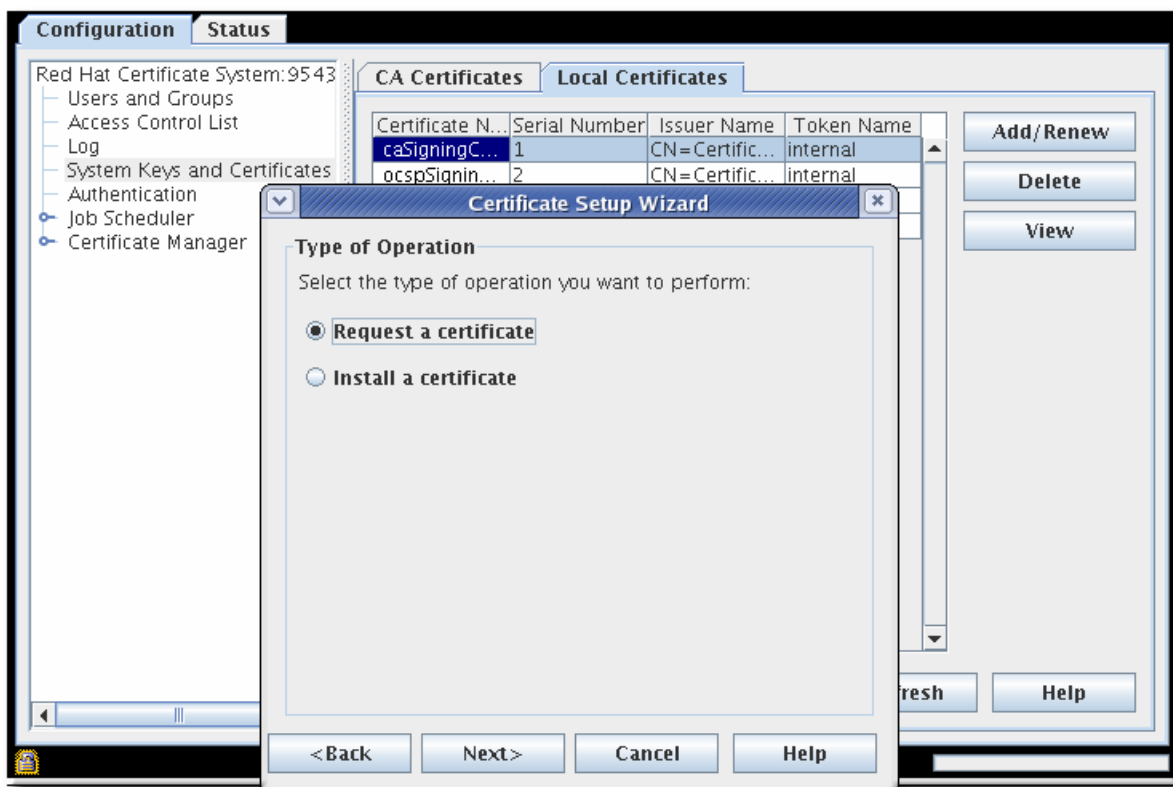 Configuration
Status
Red Hat Certificate System:9543
Users and Groups
Access Control List
Log
System Keys and Certificates
Authentication
Job Scheduler
Certificate Manager
CA Certificates
Local Certificates
Certificate N... Serial Number Issuer Name Token Name
caSigningC... 1 CN=Certific... internal
ocspSignin... 2 CN=Certific... internal
Add/Renew
Delete
View
Certificate Setup Wizard
Type of Operation
Select the type of operation you want to perform:
Request a certificate
Install a certificate
<Back
Next>
Cancel
Help
fresh
Help